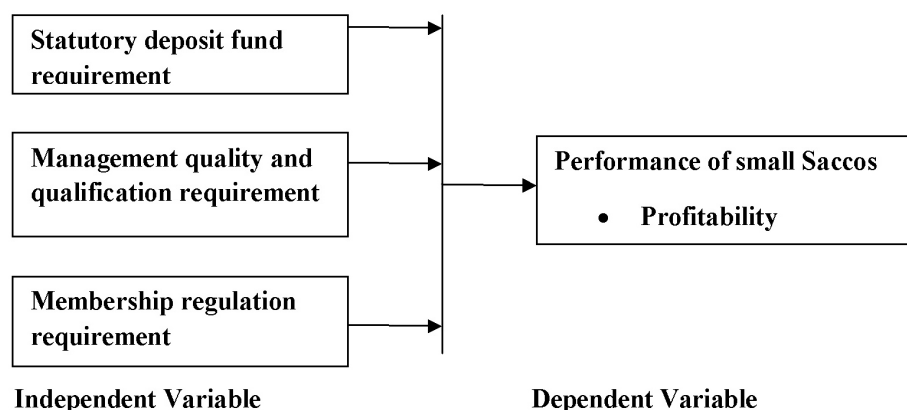 Statutory deposit fund
requirement
Management quality and
qualification requirement
Membership regulation
requirement
Performance of small Saccos
• Profitability
Independent Variable
Dependent Variable